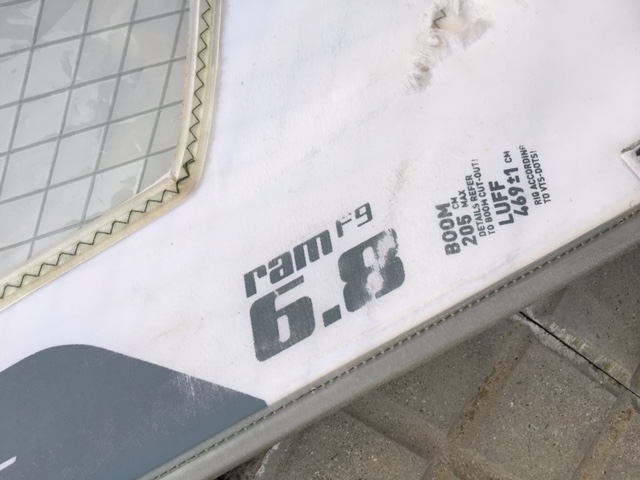 ram F9
6.8
BOOM
205 CM MAX
DETAILS REFER
TO BOOM CUT-OUT!
LUFF
469±1 CM
RIG ACCORDING
TO VTS-DOTS!